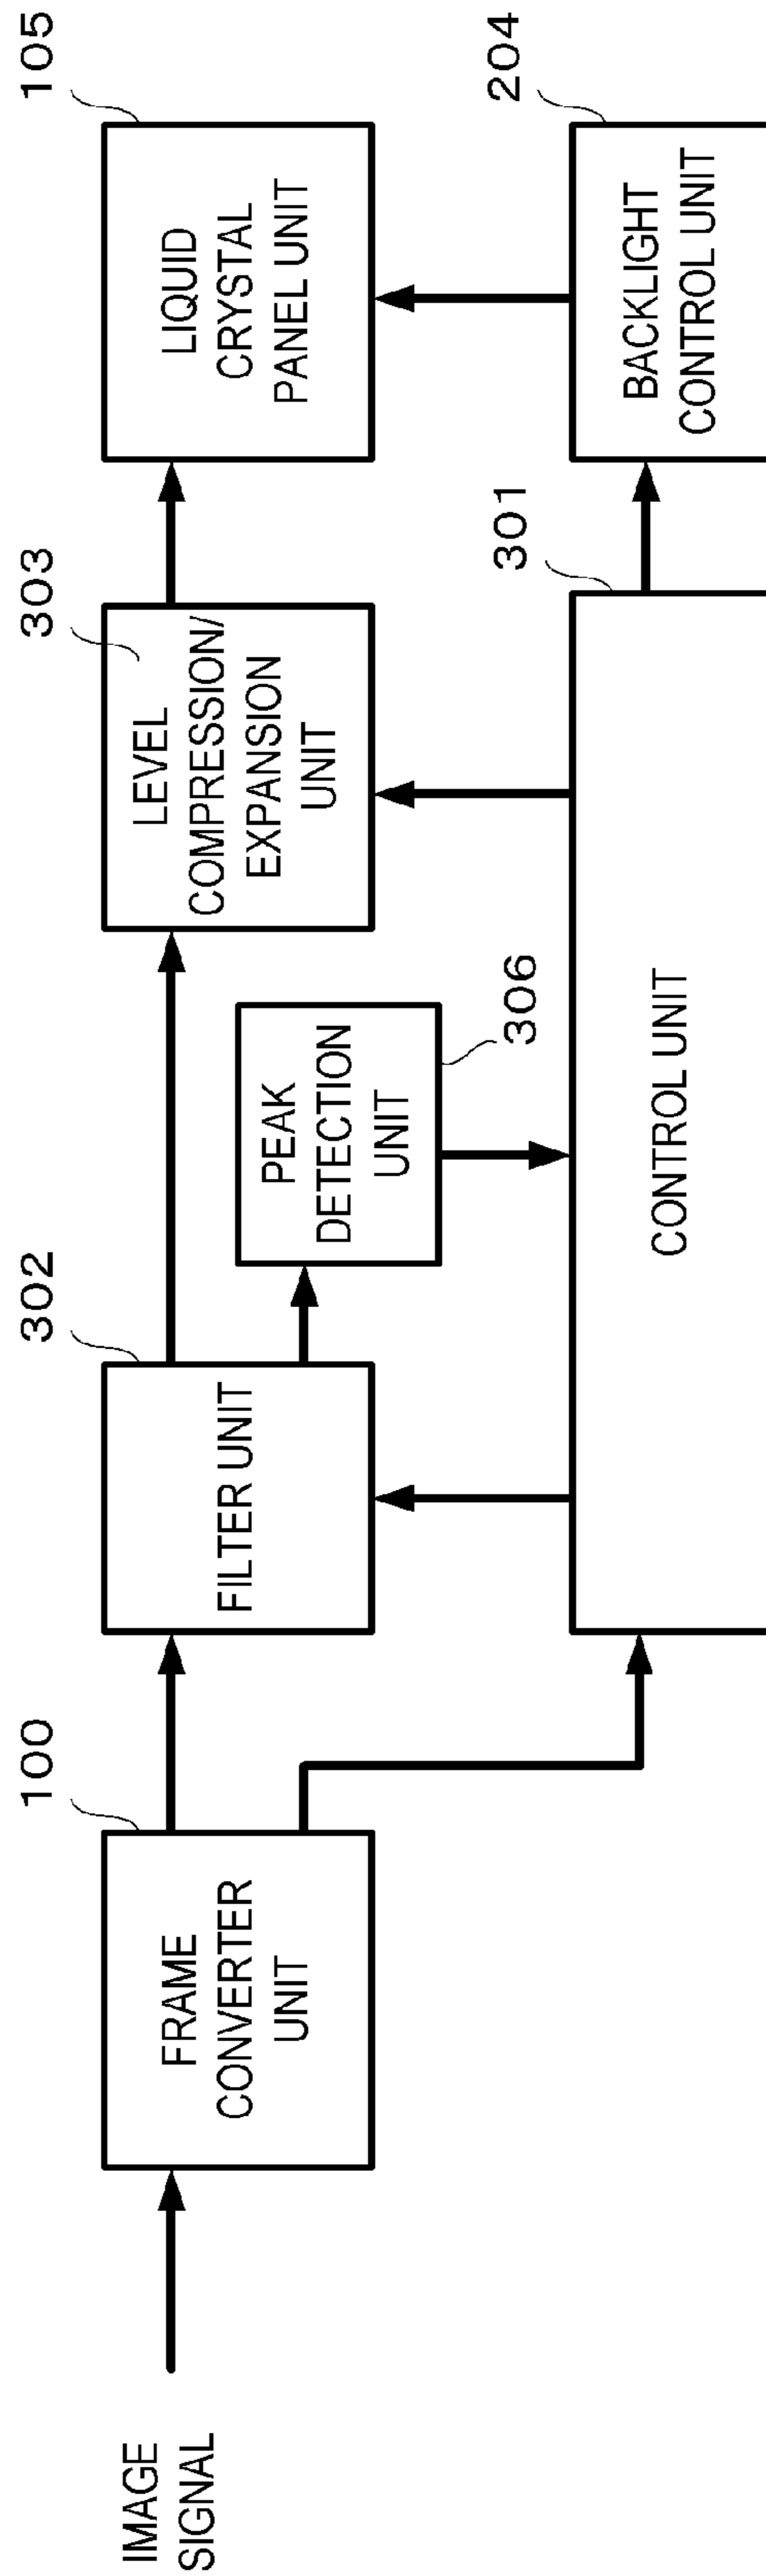 IMAGE
SIGNAL
100
FRAME
CONVERTER
UNIT
302
FILTER UNIT
PEAK
DETECTION
UNIT
306
303
LEVEL
COMPRESSION/
EXPANSION
UNIT
105
LIQUID
CRYSTAL
PANEL UNIT
301
CONTROL UNIT
204
BACKLIGHT
CONTROL UNIT